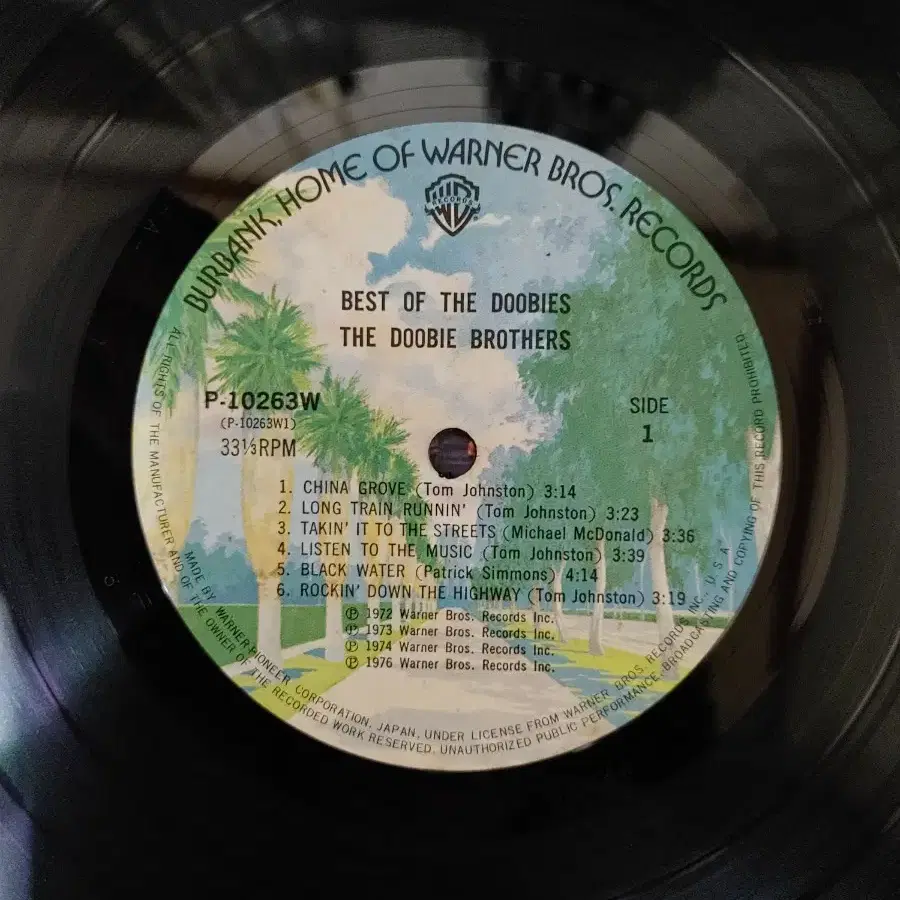 BURBANK, HOME OF WARNER BROS. RECORDS
WB
RECORDS
BEST OF THE DOOBIES
THE DOOBIE BROTHERS
P-10263W
(P-10263W1)
33⅓RPM
SIDE
1
1. CHINA GROVE (Tom Johnston) 3:14
2. LONG TRAIN RUNNIN' (Tom Johnston) 3:23
3. TAKIN' IT TO THE STREETS (Michael McDonald) 3:36
4. LISTEN TO THE MUSIC (Tom Johnston) 3:39
5. BLACK WATER (Patrick Simmons) 4:14
6. ROCKIN' DOWN THE HIGHWAY (Tom Johnston) 3:19
Ⓟ 1972 Warner Bros. Records Inc.
Ⓟ 1973 Warner Bros. Records Inc.
Ⓟ 1974 Warner Bros. Records Inc.
Ⓟ 1976 Warner Bros. Records Inc.
MADE BY WARNER-PIONEER CORPORATION, JAPAN, UNDER LICENSE FROM WARNER BROS. RECORDS INC., U.S.A.
ALL RIGHTS OF THE MANUFACTURER AND OF THE OWNER OF THE RECORDED WORK RESERVED. UNAUTHORIZED PUBLIC PERFORMANCE, BROADCASTING AND COPYING OF THIS RECORD PROHIBITED.